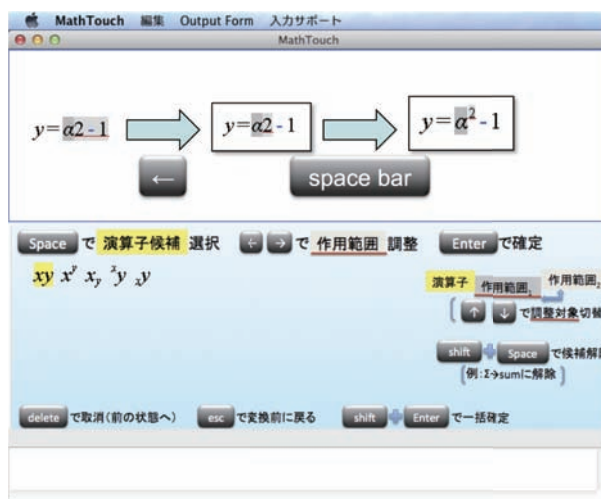 MathTouch 編集 Output Form 入力サポート
MathTouch
y=α2 - 1 y=α2 - 1 y=α² - 1
← space bar
Space で 演算子候補 選択 ← → で 作用範囲 調整 Enter で確定
xy xʸ xᵧ ˣy ₓy
演算子 作用範囲₁ 作用範囲₂
( ↑ ↓ で調整対象切替
shift + Space で候補解
(例:Σ→sumに解除)
delete で取消(前の状態へ) esc で変換前に戻る shift + Enter で一括確定